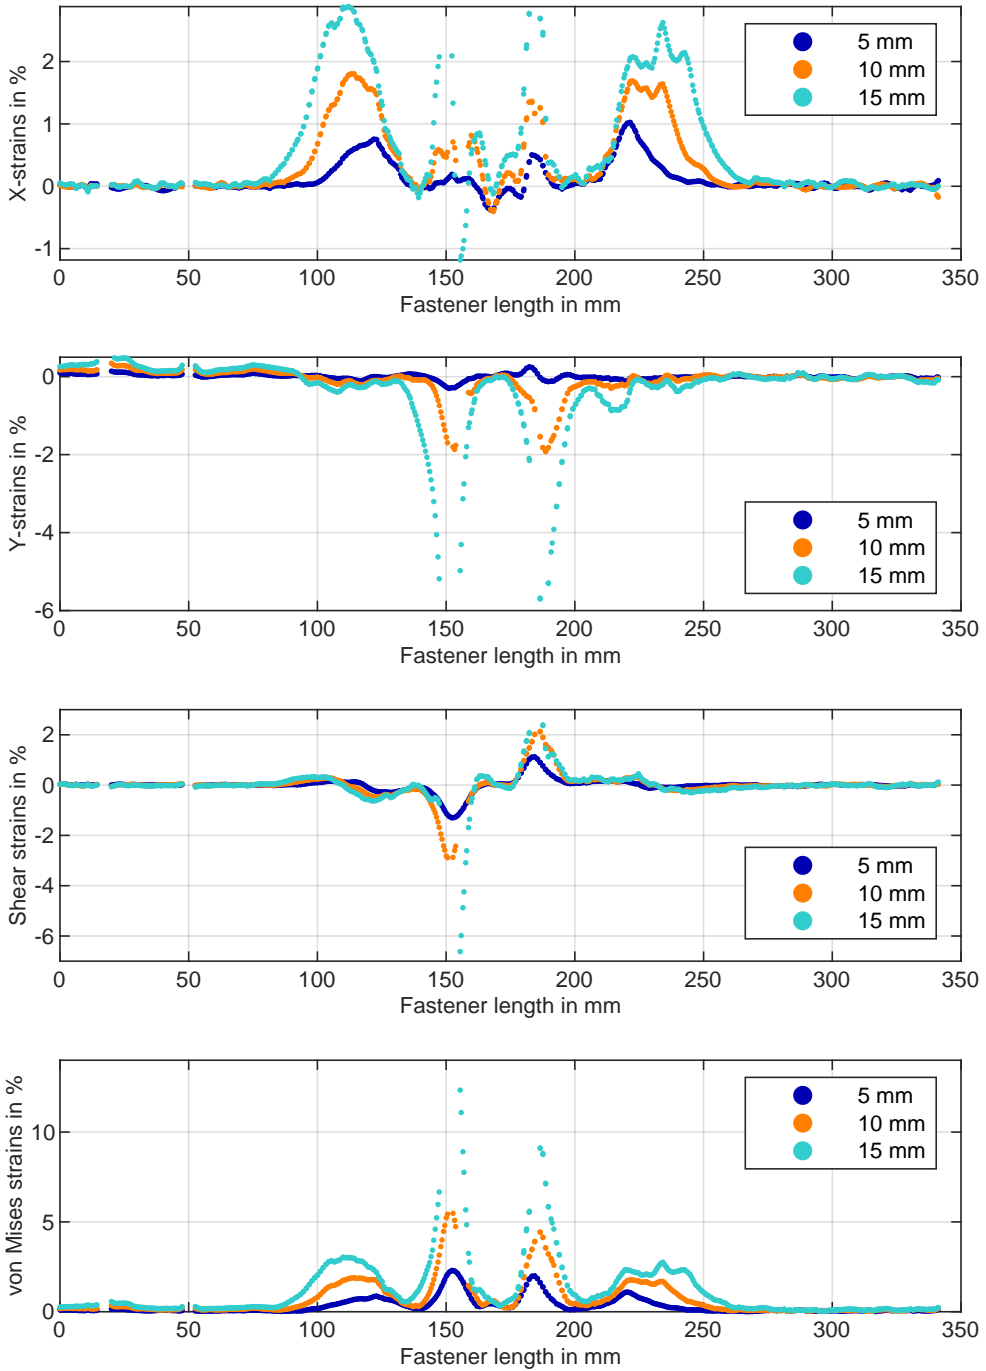 X-strains in %
2
1
0
-1
5 mm
10 mm
15 mm
0 50 100 150 200 250 300 350
Fastener length in mm
Y-strains in %
0
-2
-4
-6
5 mm
10 mm
15 mm
0 50 100 150 200 250 300 350
Fastener length in mm
Shear strains in %
2
0
-2
-4
-6
5 mm
10 mm
15 mm
0 50 100 150 200 250 300 350
Fastener length in mm
von Mises strains in %
10
5
0
5 mm
10 mm
15 mm
0 50 100 150 200 250 300 350
Fastener length in mm